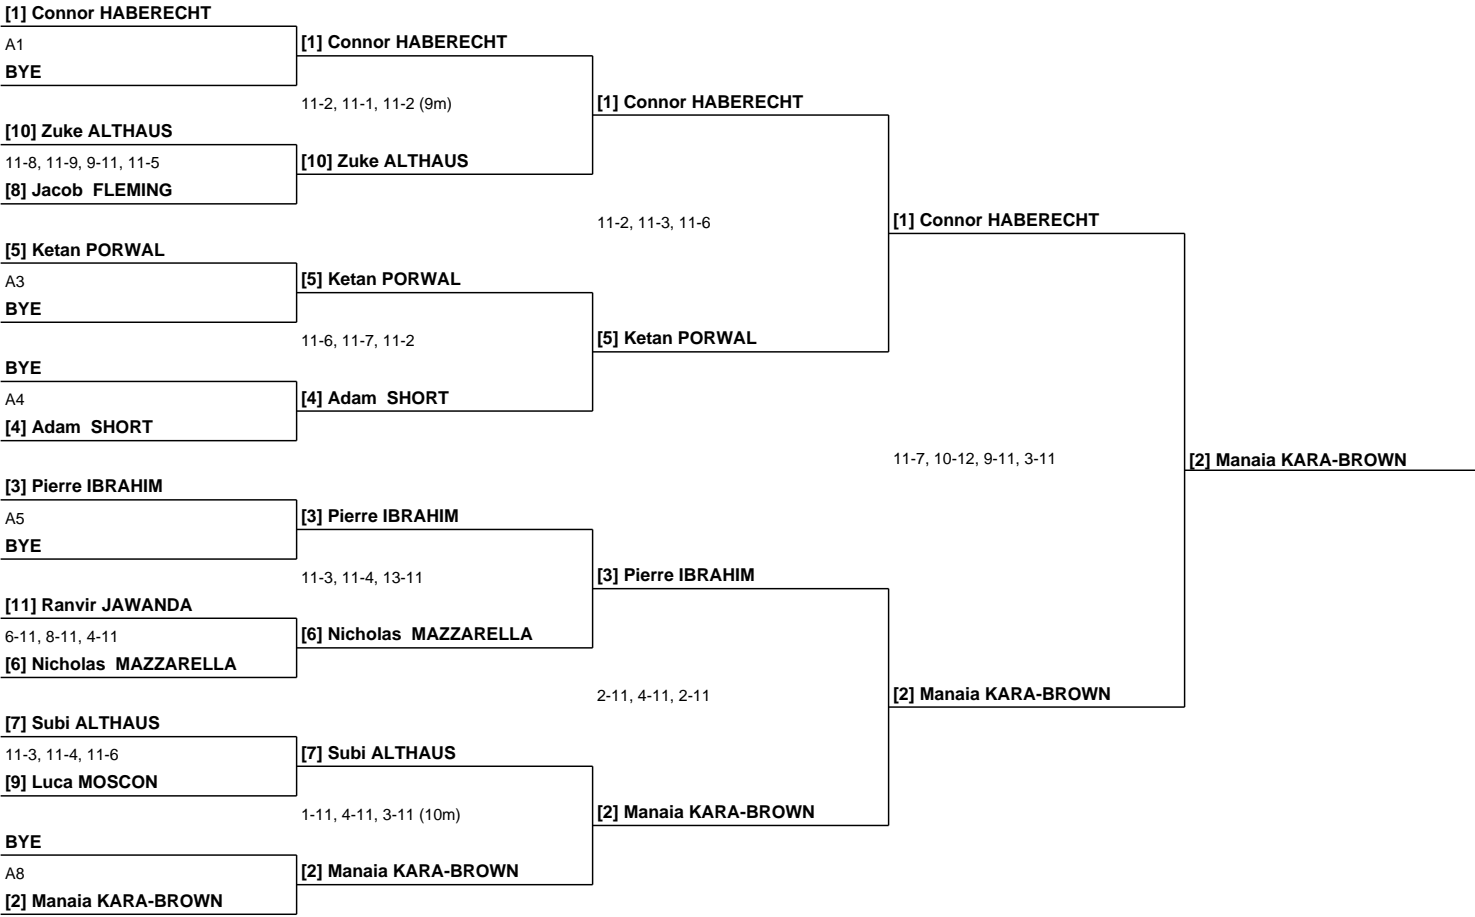 [1] Connor HABERECHT
A1
BYE
[10] Zuke ALTHAUS
11-8, 11-9, 9-11, 11-5
[8] Jacob  FLEMING
[5] Ketan PORWAL
A3
BYE
BYE
A4
[4] Adam  SHORT
[3] Pierre IBRAHIM
A5
BYE
[11] Ranvir JAWANDA
6-11, 8-11, 4-11
[6] Nicholas  MAZZARELLA
[7] Subi ALTHAUS
11-3, 11-4, 11-6
[9] Luca MOSCON
BYE
A8
[2] Manaia KARA-BROWN
[1] Connor HABERECHT
11-2, 11-1, 11-2 (9m)
[10] Zuke ALTHAUS
[5] Ketan PORWAL
11-6, 11-7, 11-2
[4] Adam  SHORT
[3] Pierre IBRAHIM
11-3, 11-4, 13-11
[6] Nicholas  MAZZARELLA
[7] Subi ALTHAUS
1-11, 4-11, 3-11 (10m)
[2] Manaia KARA-BROWN
[1] Connor HABERECHT
11-2, 11-3, 11-6
[5] Ketan PORWAL
[3] Pierre IBRAHIM
2-11, 4-11, 2-11
[2] Manaia KARA-BROWN
[1] Connor HABERECHT
11-7, 10-12, 9-11, 3-11
[2] Manaia KARA-BROWN
[2] Manaia KARA-BROWN